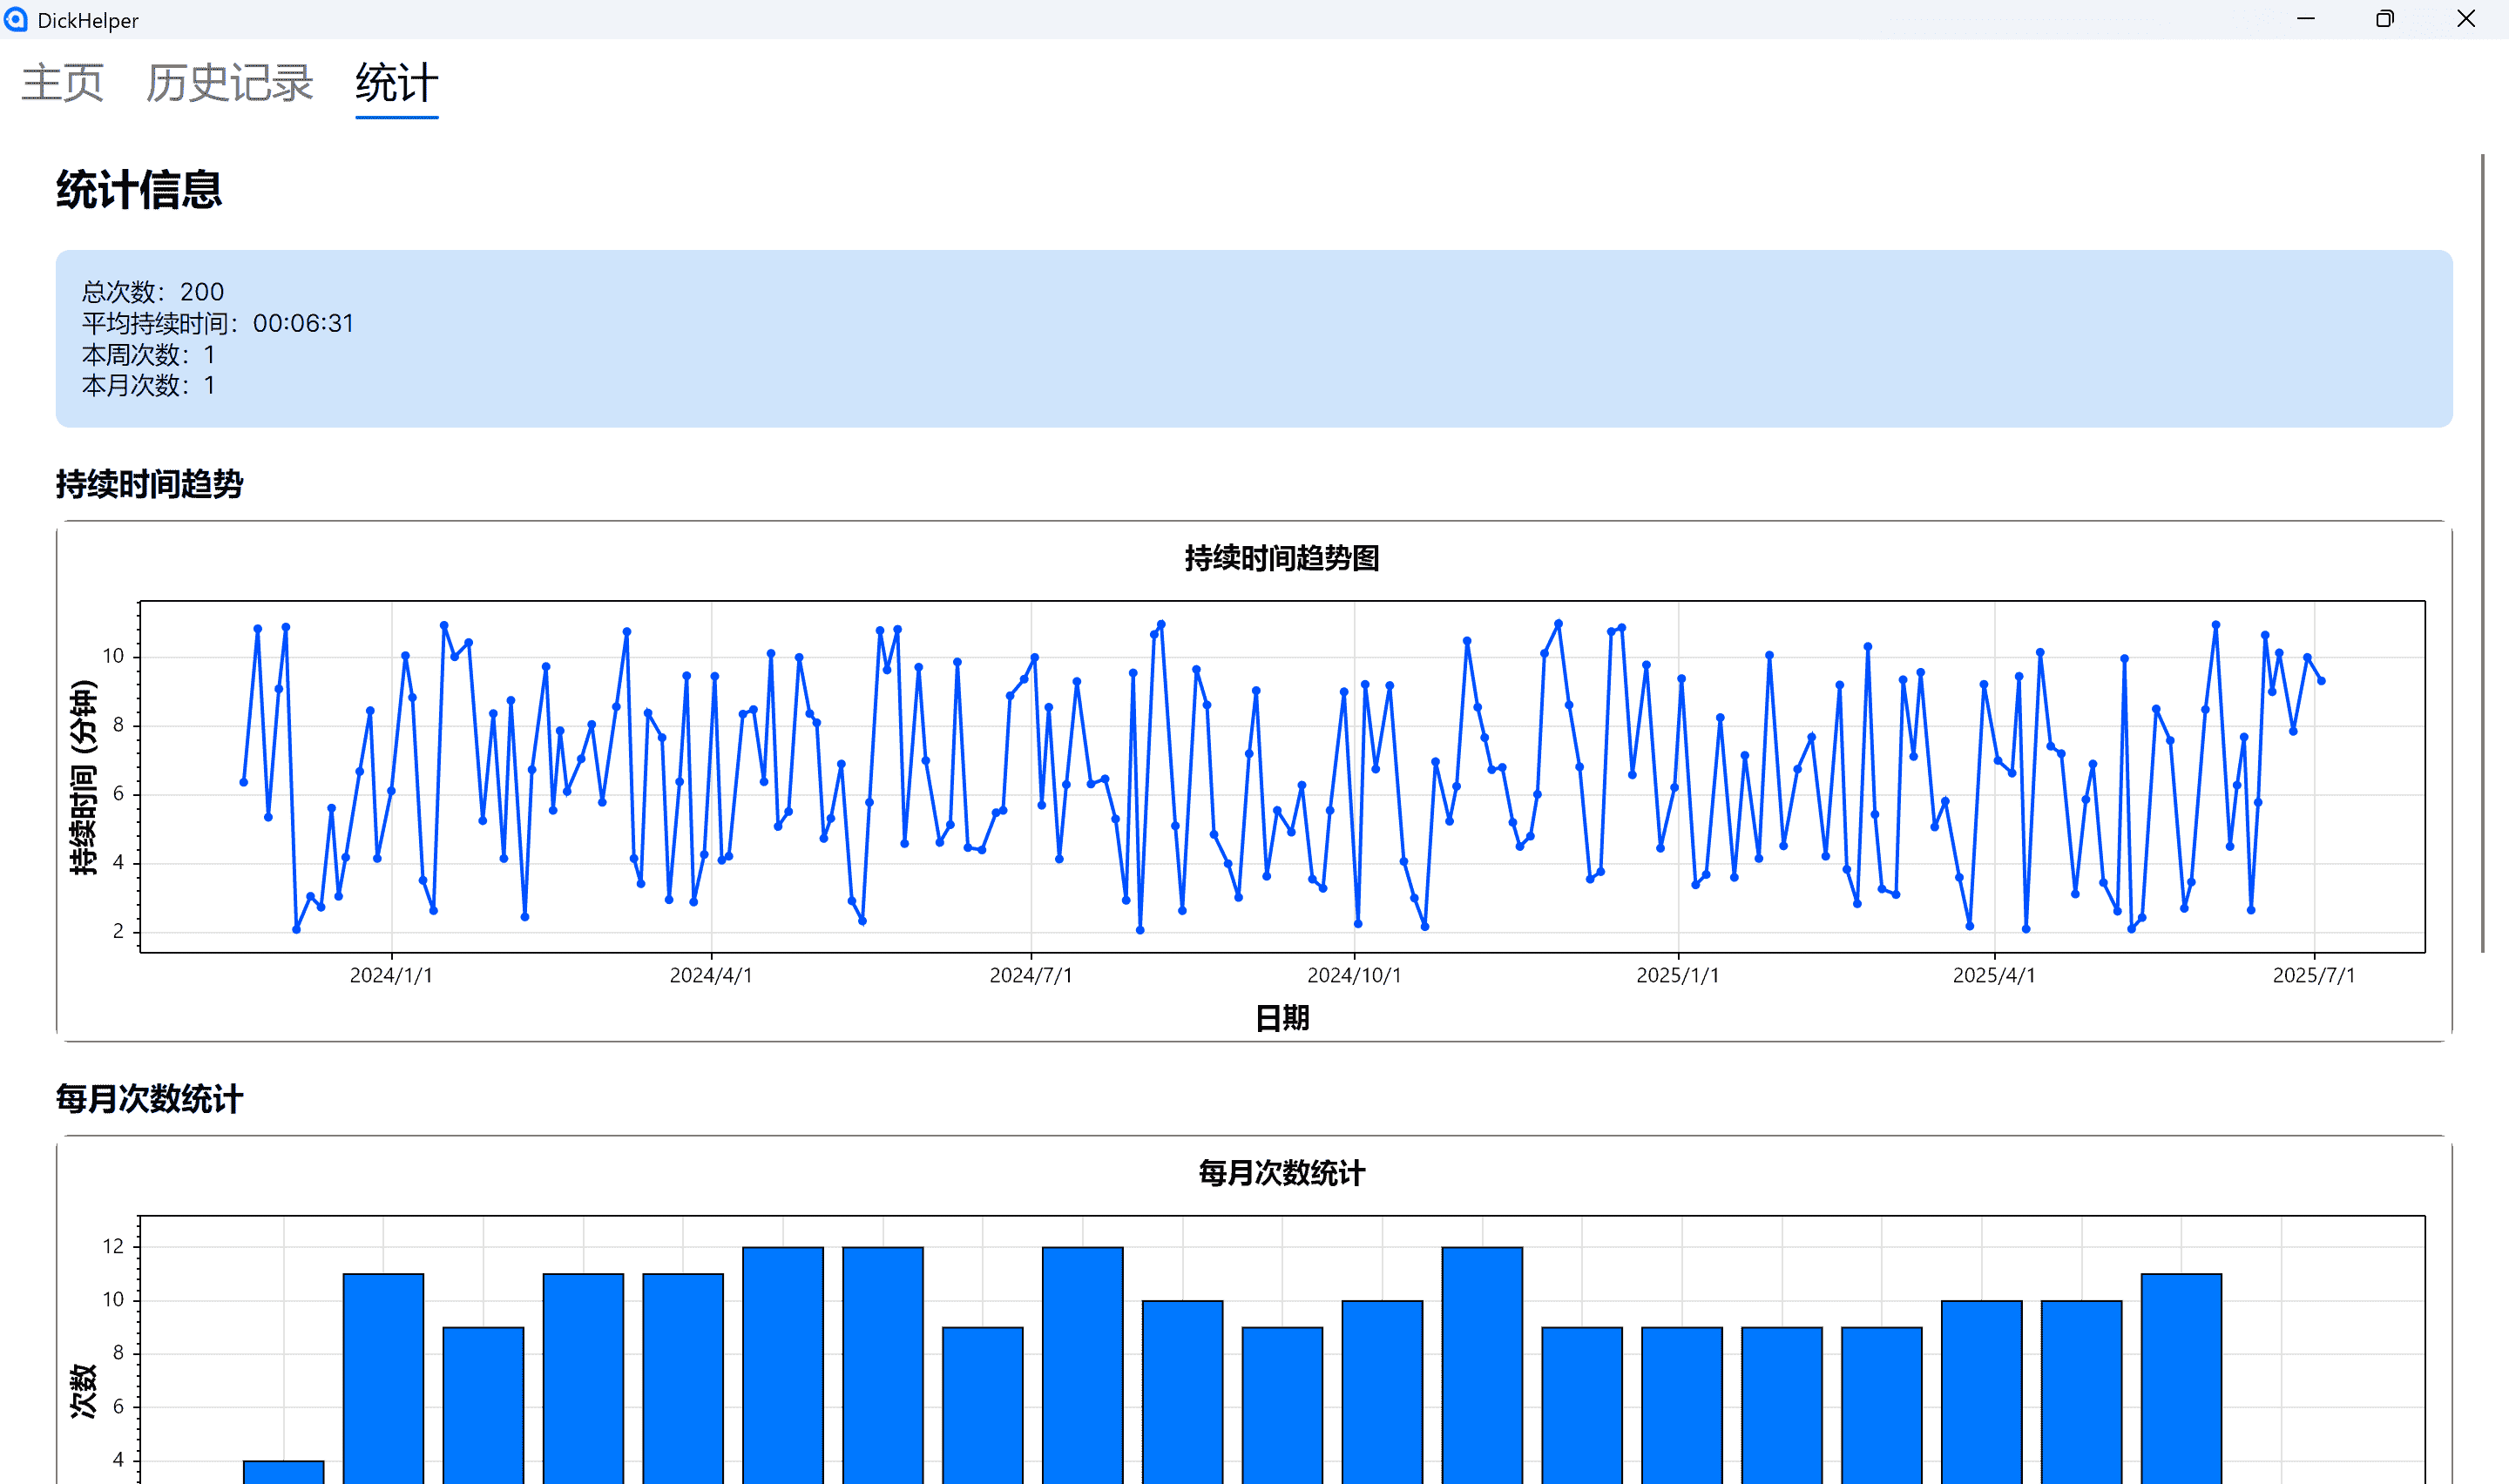 DickHelper
主页 历史记录 统计
统计信息
总次数：200
平均持续时间：00:06:31
本周次数：1
本月次数：1
持续时间趋势
持续时间趋势图
持续时间 (分钟)
10
8
6
4
2
2024/1/1 2024/4/1 2024/7/1 2024/10/1 2025/1/1 2025/4/1 2025/7/1
日期
每月次数统计
每月次数统计
次数
12
10
8
6
4